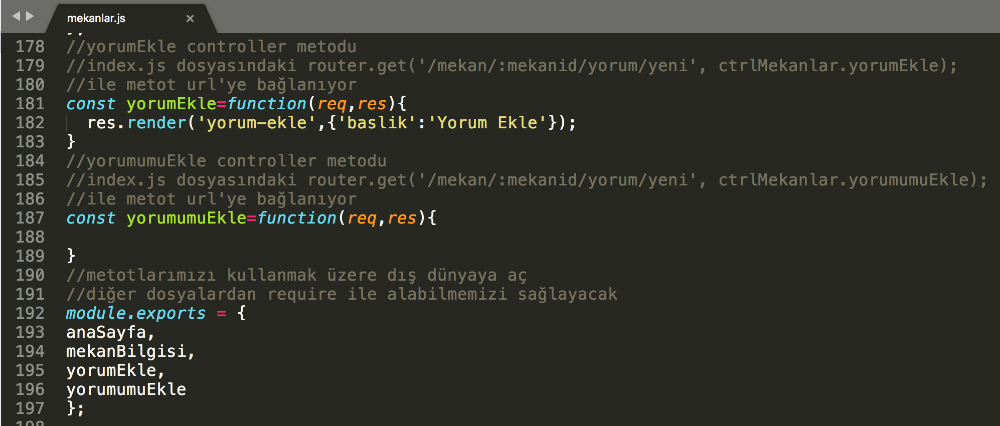 mekanlar.js ×
178 //yorumEkle controller metodu
179 //index.js dosyasındaki router.get('/mekan/:mekanid/yorum/yeni', ctrlMekanlar.yorumEkle);
180 //ile metot url'ye bağlanıyor
181 const yorumEkle=function(req,res){
182   res.render('yorum-ekle',{'baslik':'Yorum Ekle'});
183 }
184 //yorumumuEkle controller metodu
185 //index.js dosyasındaki router.get('/mekan/:mekanid/yorum/yeni', ctrlMekanlar.yorumumuEkle);
186 //ile metot url'ye bağlanıyor
187 const yorumumuEkle=function(req,res){
188
189 }
190 //metotlarımızı kullanmak üzere dış dünyaya aç
191 //diğer dosyalardan require ile alabilmemizi sağlayacak
192 module.exports = {
193 anaSayfa,
194 mekanBilgisi,
195 yorumEkle,
196 yorumumuEkle
197 };
198